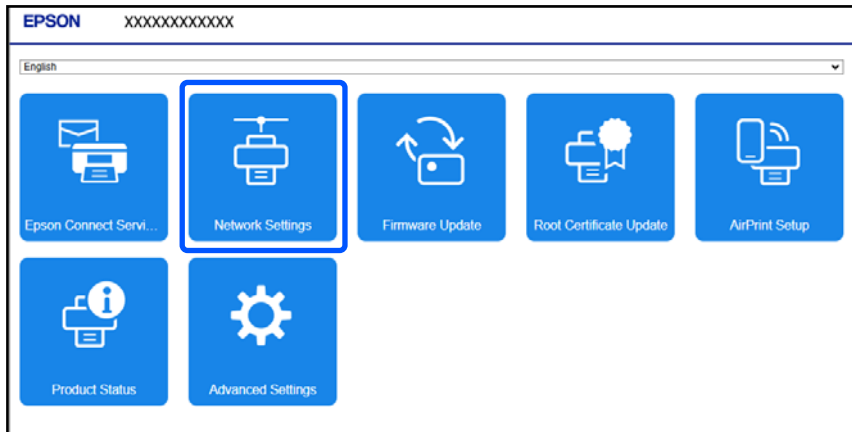 EPSON XXXXXXXXXXXX
English
Epson Connect Servi...
Network Settings
Firmware Update
Root Certificate Update
AirPrint Setup
Product Status
Advanced Settings